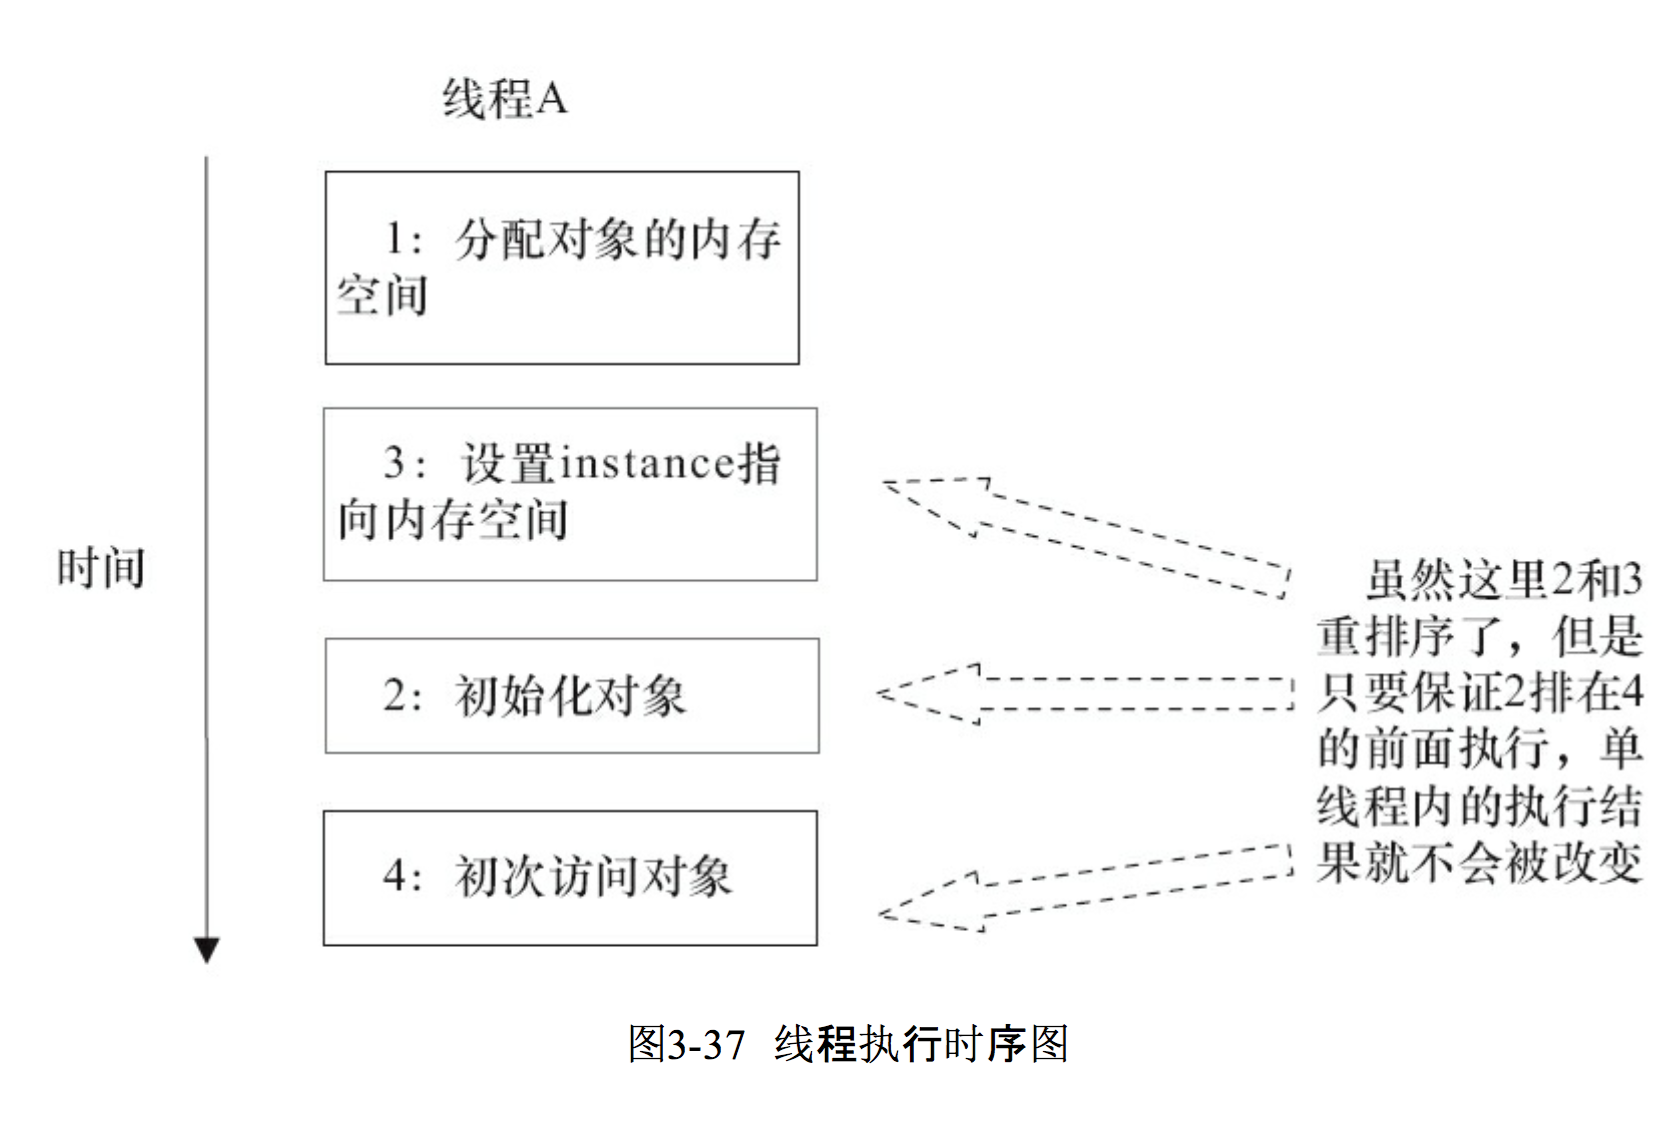 线程A
1：分配对象的内存
空间
3：设置instance指
向内存空间
时间
2：初始化对象
4：初次访问对象
虽然这里2和3
重排序了，但是
只要保证2排在4
的前面执行，单
线程内的执行结
果就不会被改变
图3-37 线程执行时序图